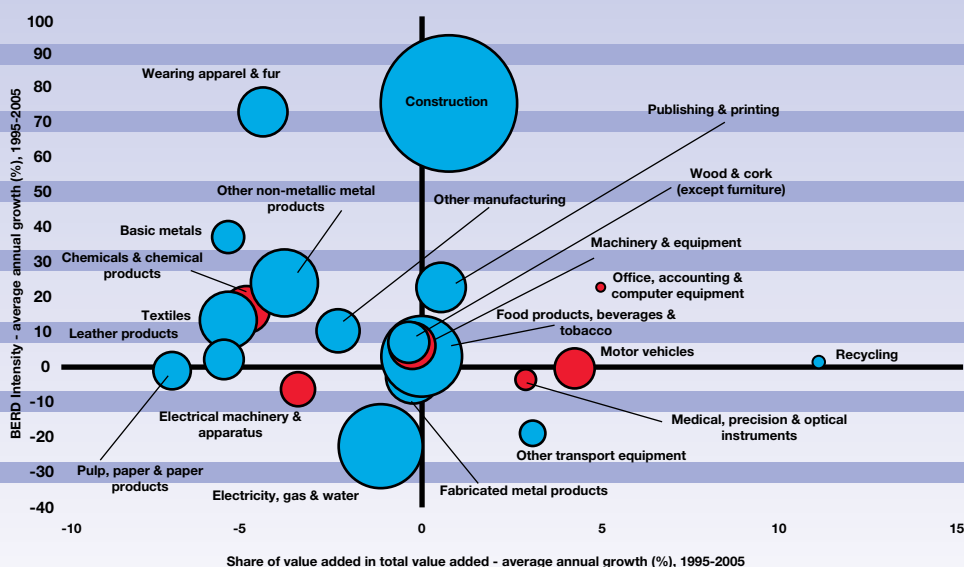 100
90
80
70
60
50
40
30
20
10
0
-10
-20
-30
-40
BERD Intensity - average annual growth (%), 1995-2005
Wearing apparel & fur
Construction
Publishing & printing
Wood & cork
(except furniture)
Other non-metallic metal
products
Other manufacturing
Basic metals
Machinery & equipment
Chemicals & chemical
products
Office, accounting &
computer equipment
Textiles
Food products, beverages &
tobacco
Leather products
Motor vehicles
Recycling
Electrical machinery &
apparatus
Medical, precision & optical
instruments
Other transport equipment
Pulp, paper & paper
products
Electricity, gas & water
Fabricated metal products
-10
-5
0
5
10
15
Share of value added in total value added - average annual growth (%), 1995-2005